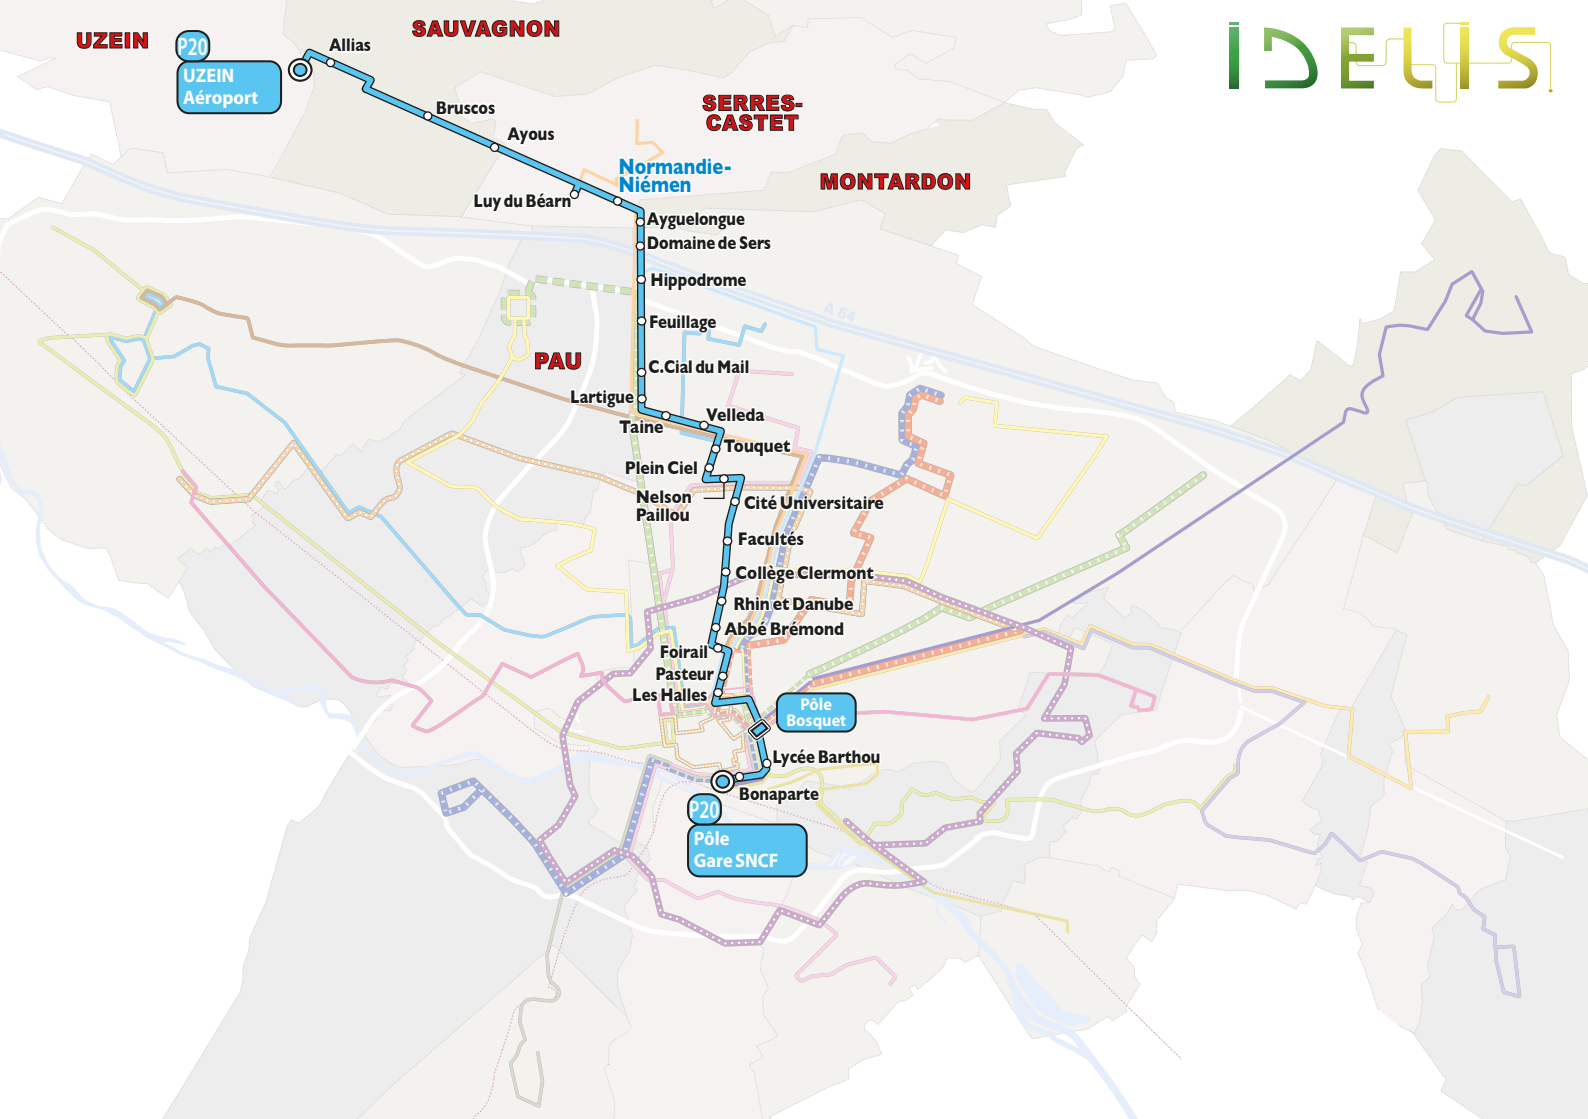 UZEIN
P20
UZEIN
Aéroport
SAUVAGNON
IDELIS
Allias
Bruscos
Ayous
SERRES-
CASTET
Normandie-
Niémen
MONTARDON
Luy du Béarn
Ayguelongue
Domaine de Sers
Hippodrome
A 64
Feuillage
PAU
C.Cial du Mail
Lartigue
Velleda
Taine
Touquet
Plein Ciel
Nelson
Paillou
Cité Universitaire
Facultés
Collège Clermont
Rhin et Danube
Abbé Brémond
Foirail
Pasteur
Les Halles
Pôle
Bosquet
Lycée Barthou
Bonaparte
P20
Pôle
Gare SNCF